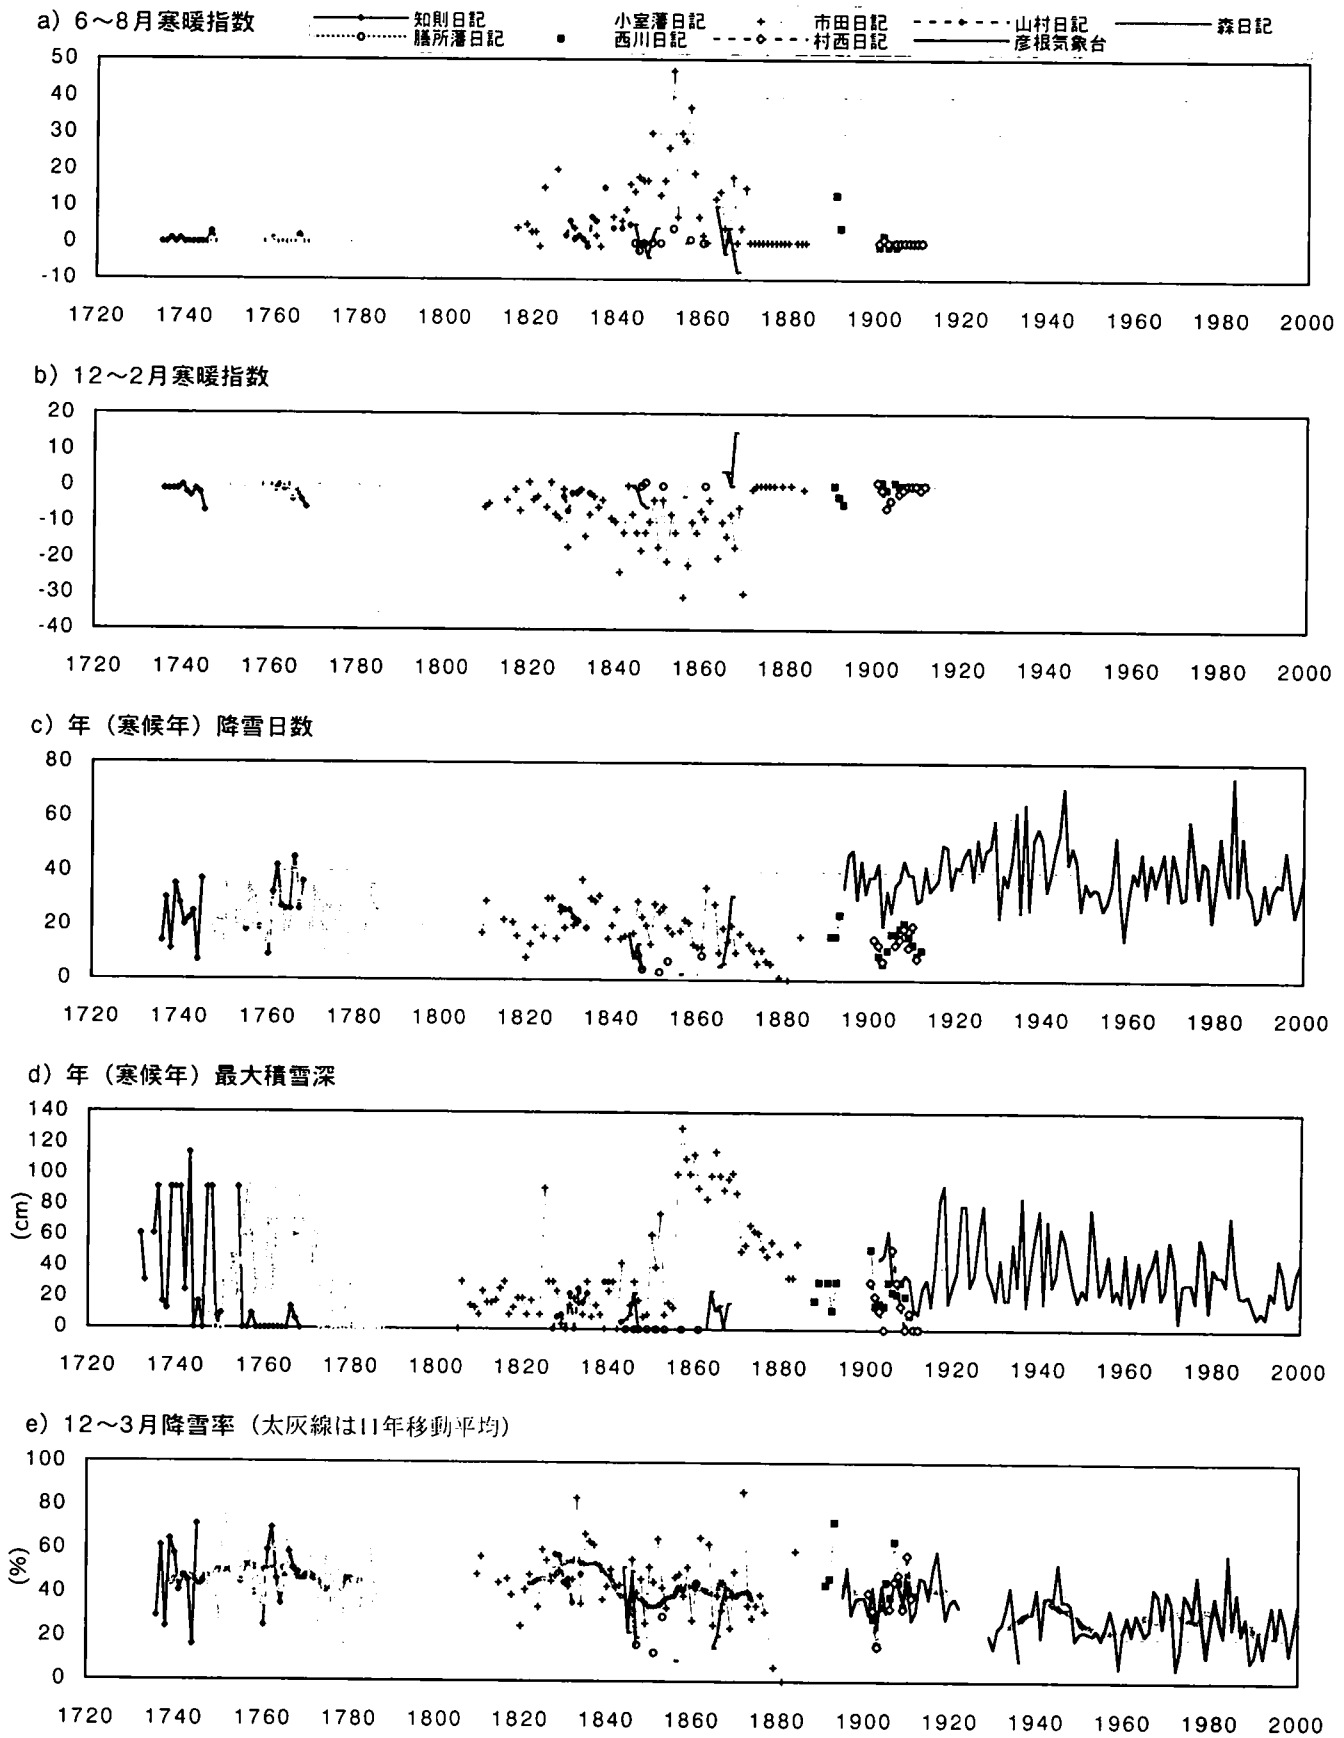 a) 6～8月寒暖指数
知則日記 小室藩日記 市田日記 山村日記 森日記
膳所藩日記 西川日記 村西日記 彦根気象台
50
40
30
20
10
0
-10
1720 1740 1760 1780 1800 1820 1840 1860 1880 1900 1920 1940 1960 1980 2000
b) 12～2月寒暖指数
20
10
0
-10
-20
-30
-40
1720 1740 1760 1780 1800 1820 1840 1860 1880 1900 1920 1940 1960 1980 2000
c) 年（寒候年）降雪日数
80
60
40
20
0
1720 1740 1760 1780 1800 1820 1840 1860 1880 1900 1920 1940 1960 1980 2000
d) 年（寒候年）最大積雪深
140
120
100
80
60
40
20
0
(cm)
1720 1740 1760 1780 1800 1820 1840 1860 1880 1900 1920 1940 1960 1980 2000
e) 12～3月降雪率（太灰線は11年移動平均）
100
80
60
40
20
0
(%)
1720 1740 1760 1780 1800 1820 1840 1860 1880 1900 1920 1940 1960 1980 2000